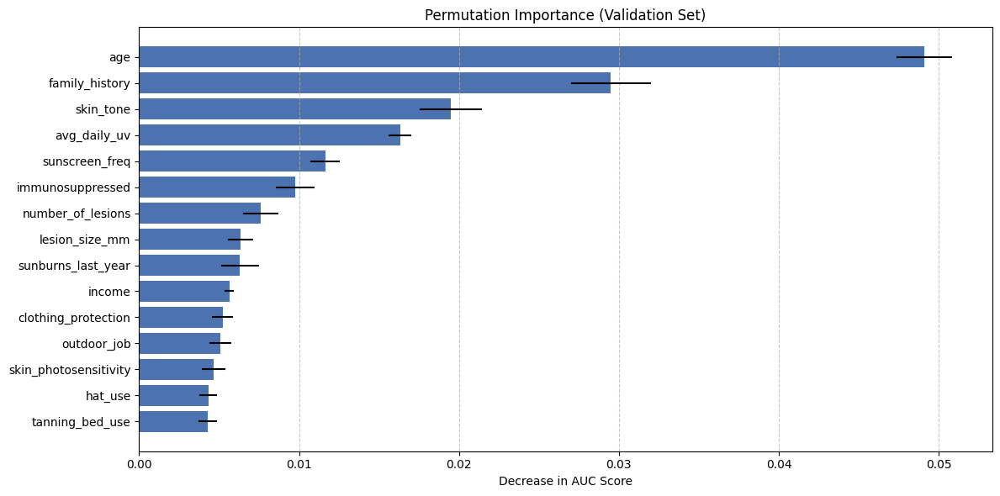 Permutation Importance (Validation Set)
age
family_history
skin_tone
avg_daily_uv
sunscreen_freq
immunosuppressed
number_of_lesions
lesion_size_mm
sunburns_last_year
income
clothing_protection
outdoor_job
skin_photosensitivity
hat_use
tanning_bed_use
0.00 0.01 0.02 0.03 0.04 0.05
Decrease in AUC Score